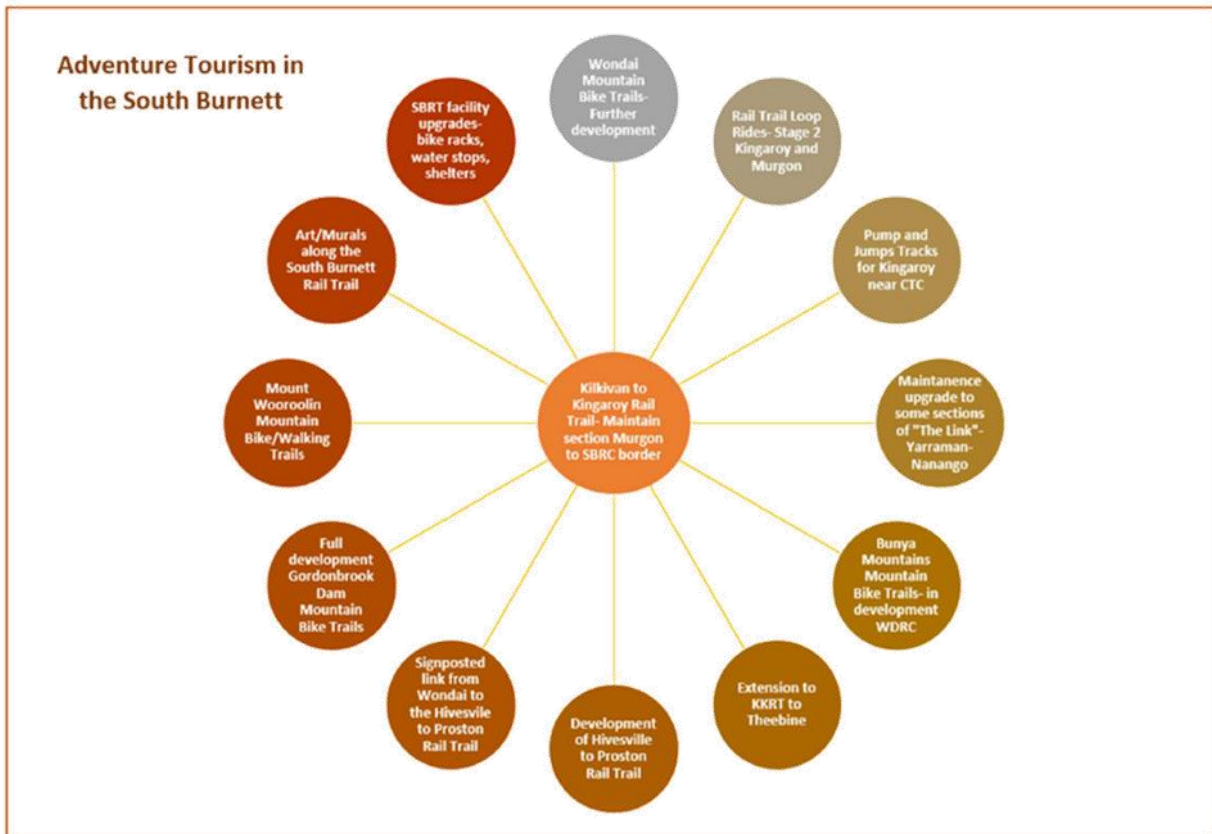 Adventure Tourism in
the South Burnett
Wondai
Mountain
Bike Trails-
Further
development
Rail Trail Loop
Rides- Stage 2
Kingaroy and
Murgon
Pump and
Jumps Tracks
for Kingaroy
near CTC
Maintanence
upgrade to
some sections
of "The Link"-
Yarraman-
Nanango
Bunya
Mountains
Mountain
Bike Trails- in
development
WDRC
Extension to
KKRT to
Theebine
Development
of Hivesville
to Proston
Rail Trail
Signposted
link from
Wondai to
the Hivesvile
to Proston
Rail Trail
Full
development
Gordonbrook
Dam
Mountain
Bike Trails
Mount
Wooroolin
Mountain
Bike/Walking
Trails
Art/Murals
along the
South Burnett
Rail Trail
SBRT facility
upgrades-
bike racks,
water stops,
shelters
Kilkivan to
Kingaroy Rail
Trail- Maintain
section Murgon
to SBRC border